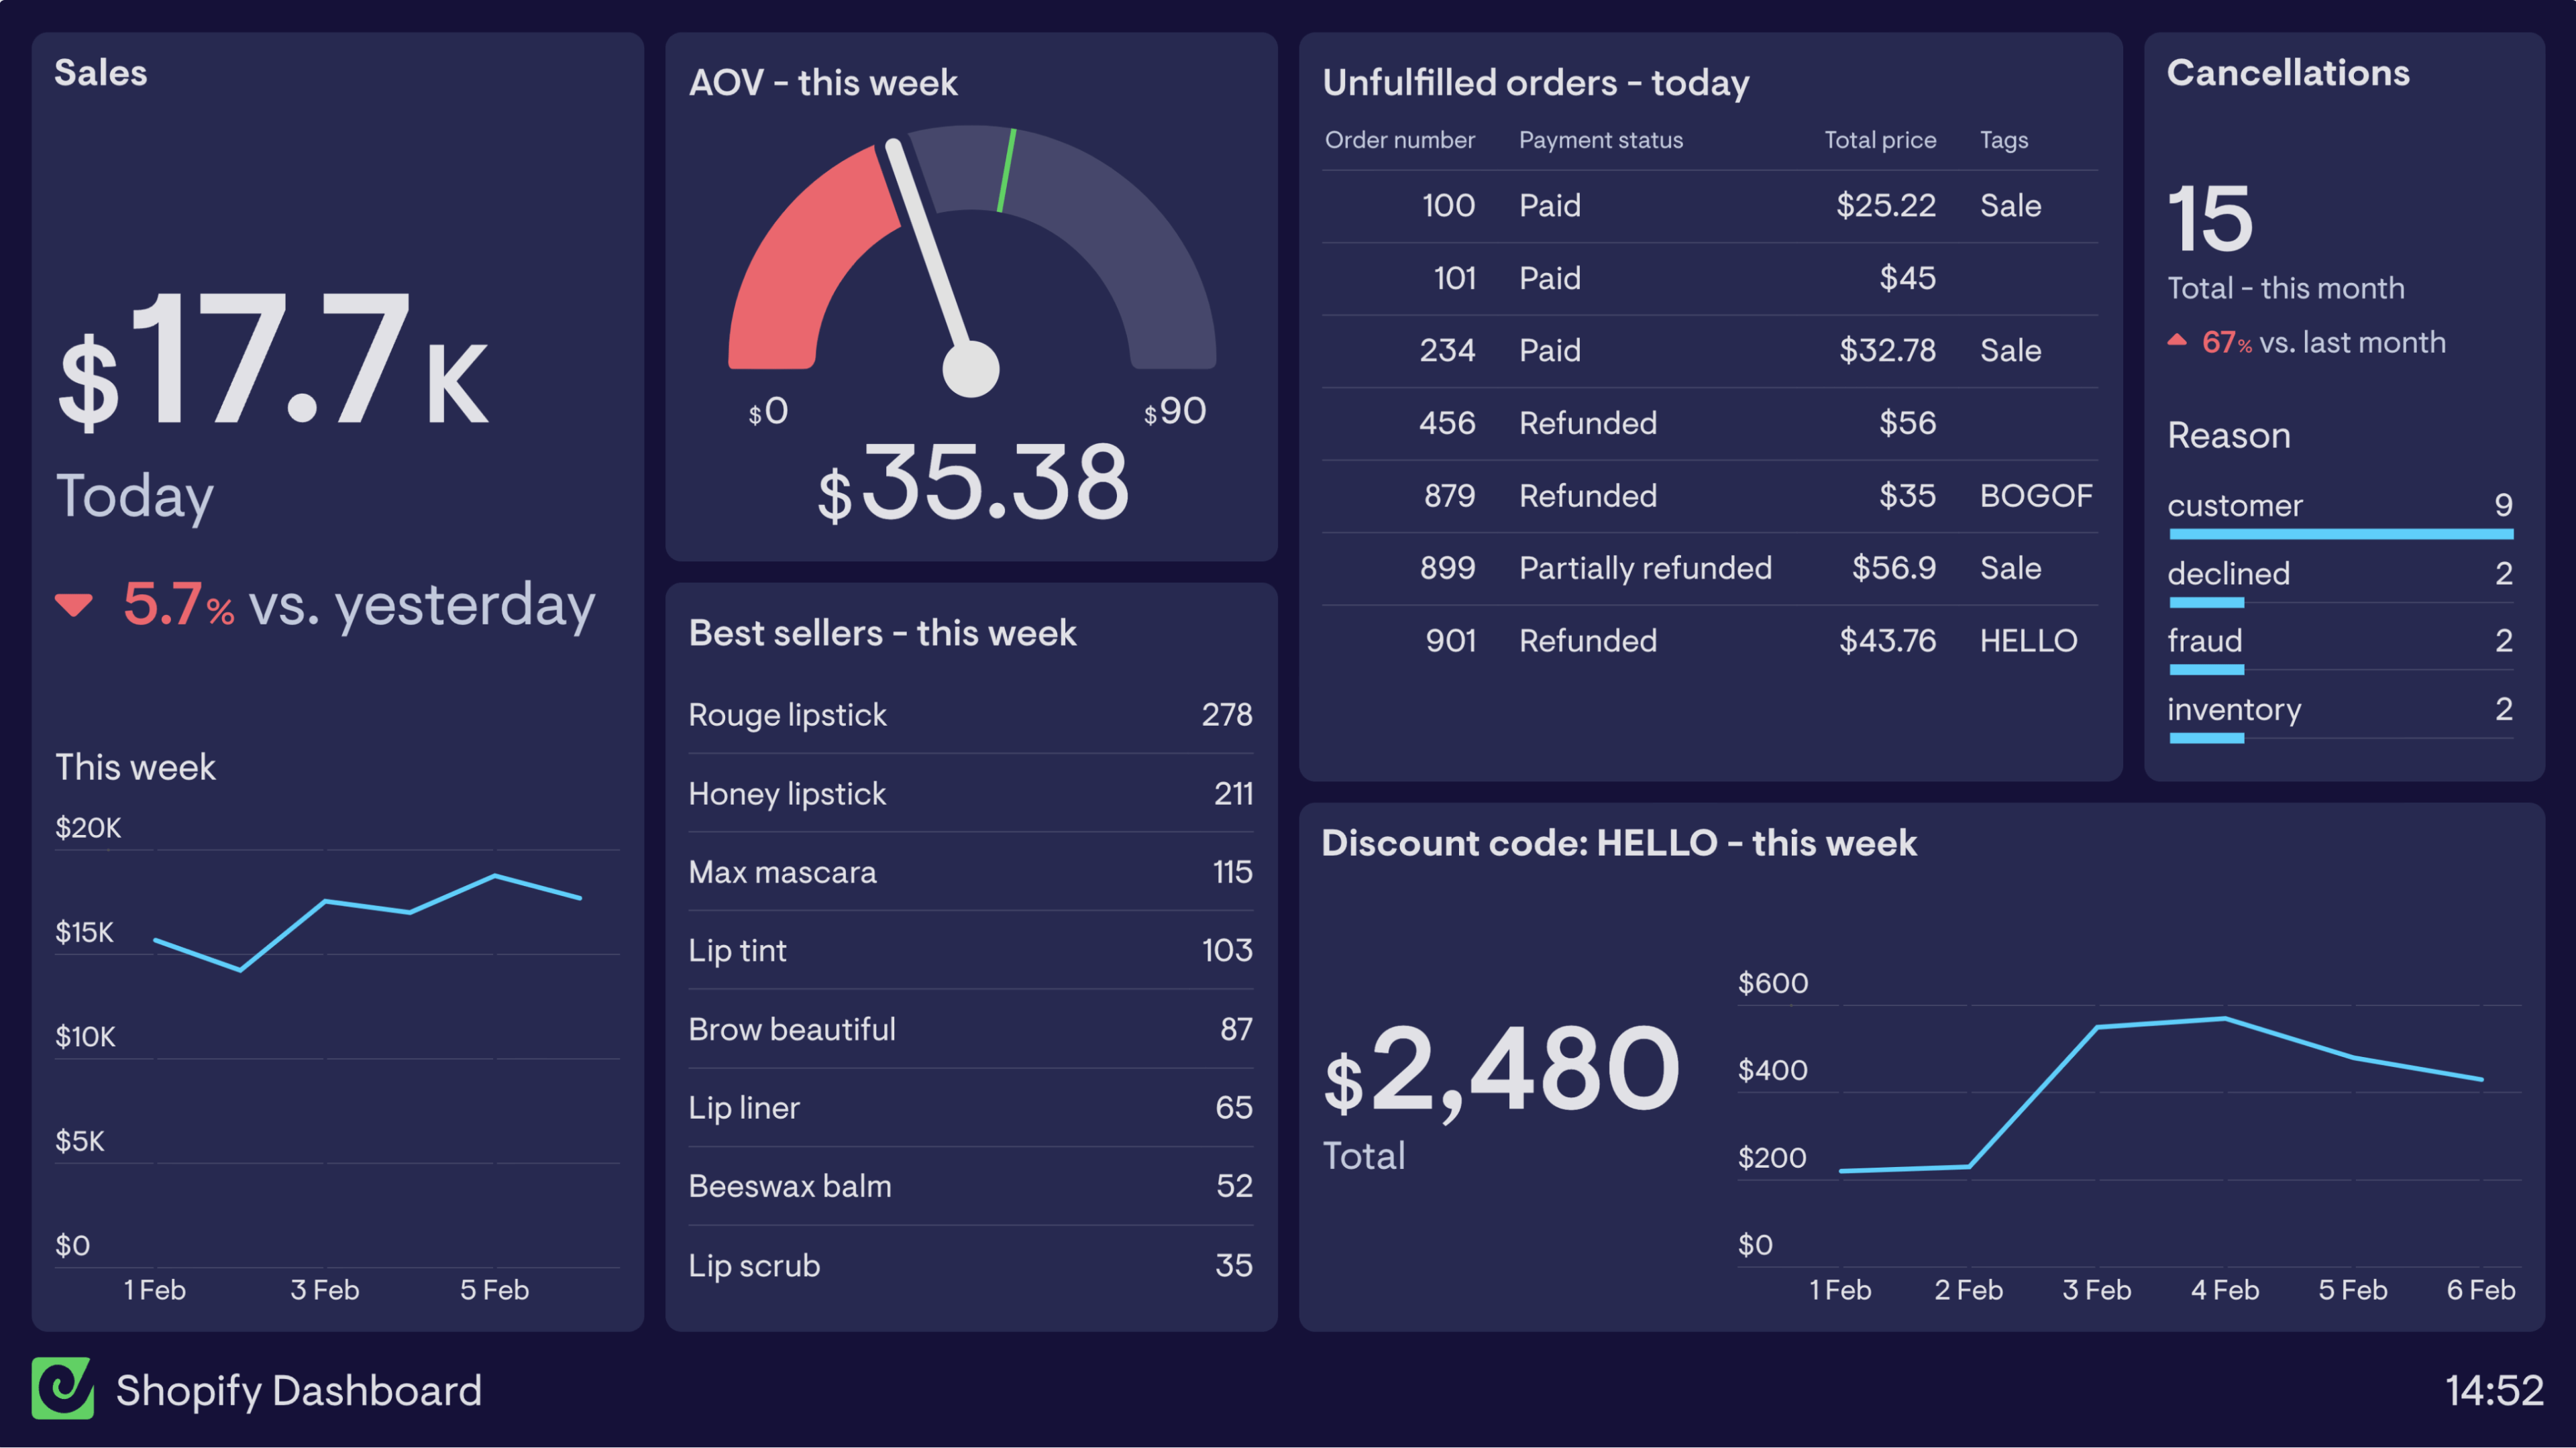 Sales
$17.7K
Today
5.7% vs. yesterday
This week
$20K
$15K
$10K
$5K
$0
1 Feb 3 Feb 5 Feb
AOV - this week
$0 $90
$35.38
Best sellers - this week
Rouge lipstick 278
Honey lipstick 211
Max mascara 115
Lip tint 103
Brow beautiful 87
Lip liner 65
Beeswax balm 52
Lip scrub 35
Unfulfilled orders - today
Order number Payment status Total price Tags
100 Paid $25.22 Sale
101 Paid $45
234 Paid $32.78 Sale
456 Refunded $56
879 Refunded $35 BOGOF
899 Partially refunded $56.9 Sale
901 Refunded $43.76 HELLO
Cancellations
15
Total - this month
67% vs. last month
Reason
customer 9
declined 2
fraud 2
inventory 2
Discount code: HELLO - this week
$2,480
Total
$600
$400
$200
$0
1 Feb 2 Feb 3 Feb 4 Feb 5 Feb 6 Feb
Shopify Dashboard
14:52